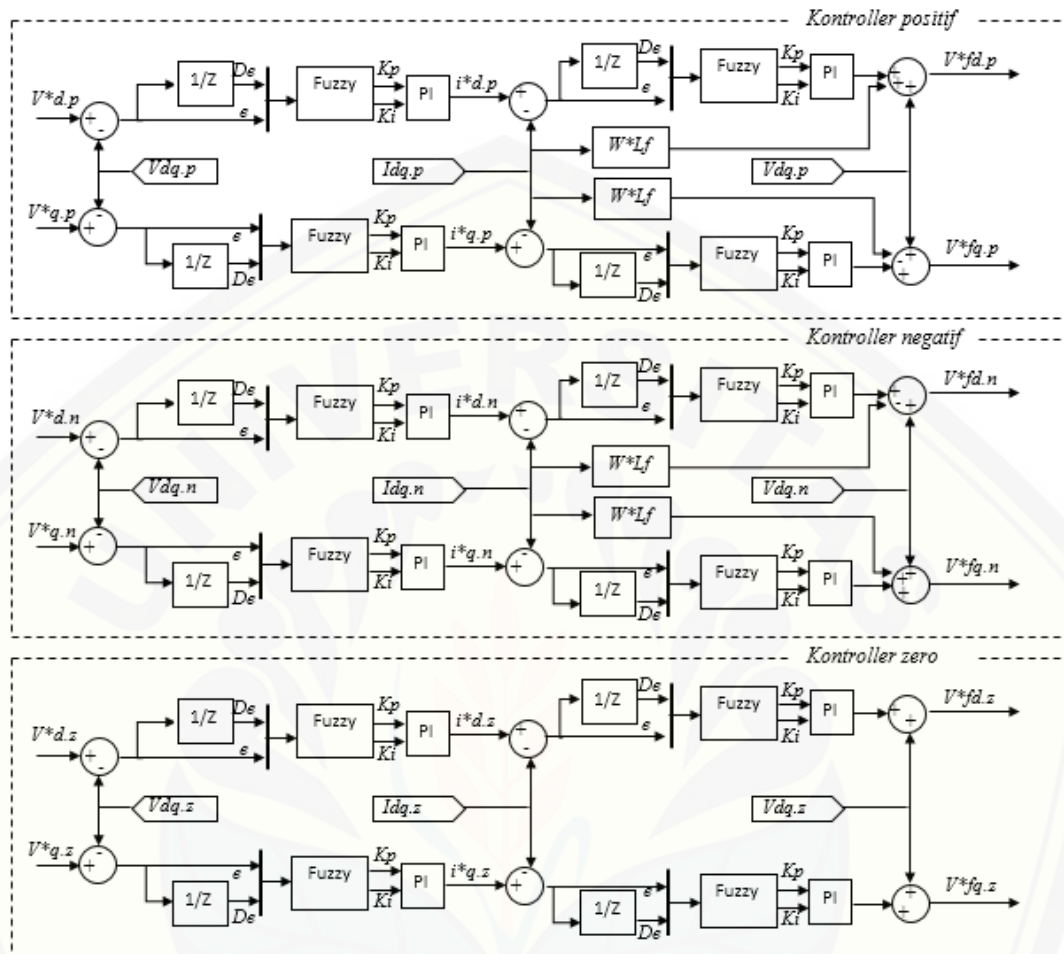 Kontroller positif
V*d.p
+
-
1/Z
De
e
Fuzzy
Kp
Ki
PI
i*d.p
+
-
1/Z
De
e
Fuzzy
Kp
Ki
PI
V*fd.p
Vdq.p
Idq.p
W*Lf
W*Lf
Vdq.p
V*q.p
+
-
e
1/Z
De
Fuzzy
Kp
Ki
PI
i*q.p
+
-
e
1/Z
De
Fuzzy
Kp
Ki
PI
V*fq.p
Kontroller negatif
V*d.n
+
-
1/Z
De
e
Fuzzy
Kp
Ki
PI
i*d.n
+
-
1/Z
De
e
Fuzzy
Kp
Ki
PI
V*fd.n
Vdq.n
Idq.n
W*Lf
W*Lf
Vdq.n
V*q.n
+
-
e
1/Z
De
Fuzzy
Kp
Ki
PI
i*q.n
+
-
e
1/Z
De
Fuzzy
Kp
Ki
PI
V*fq.n
Kontroller zero
V*d.z
+
-
1/Z
De
e
Fuzzy
Kp
Ki
PI
i*d.z
+
-
1/Z
De
e
Fuzzy
Kp
Ki
PI
+
+
V*fd.z
Vdq.z
Idq.z
Vdq.z
V*q.z
+
-
e
1/Z
De
Fuzzy
Kp
Ki
PI
i*q.z
+
-
e
1/Z
De
Fuzzy
Kp
Ki
PI
+
+
V*fq.z
UNIVERSITAS